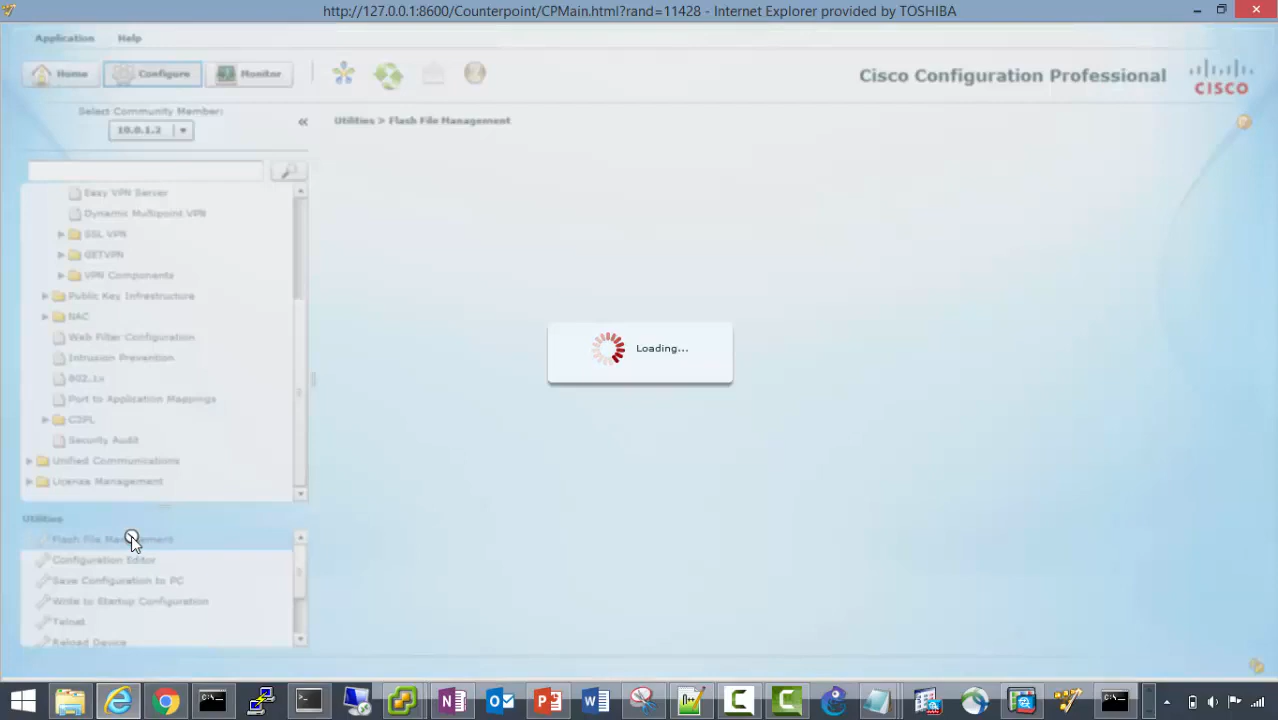 http://127.0.0.1:8600/Counterpoint/CPMain.html?rand=11428 - Internet Explorer provided by TOSHIBA
Application Help
Home Configure Monitor
Cisco Configuration Professional
CISCO
Select Community Member:
10.0.1.2
Utilities > Flash File Management
Easy VPN Server
Dynamic Multipoint VPN
SSL VPN
GETVPN
VPN Components
Public Key Infrastructure
NAC
Web Filter Configuration
Intrusion Prevention
802.1x
Port to Application Mappings
C3PL
Security Audit
Unified Communications
License Management
Loading...
Utilities
Flash File Management
Configuration Editor
Save Configuration to PC
Write to Startup Configuration
Telnet
Reload Device